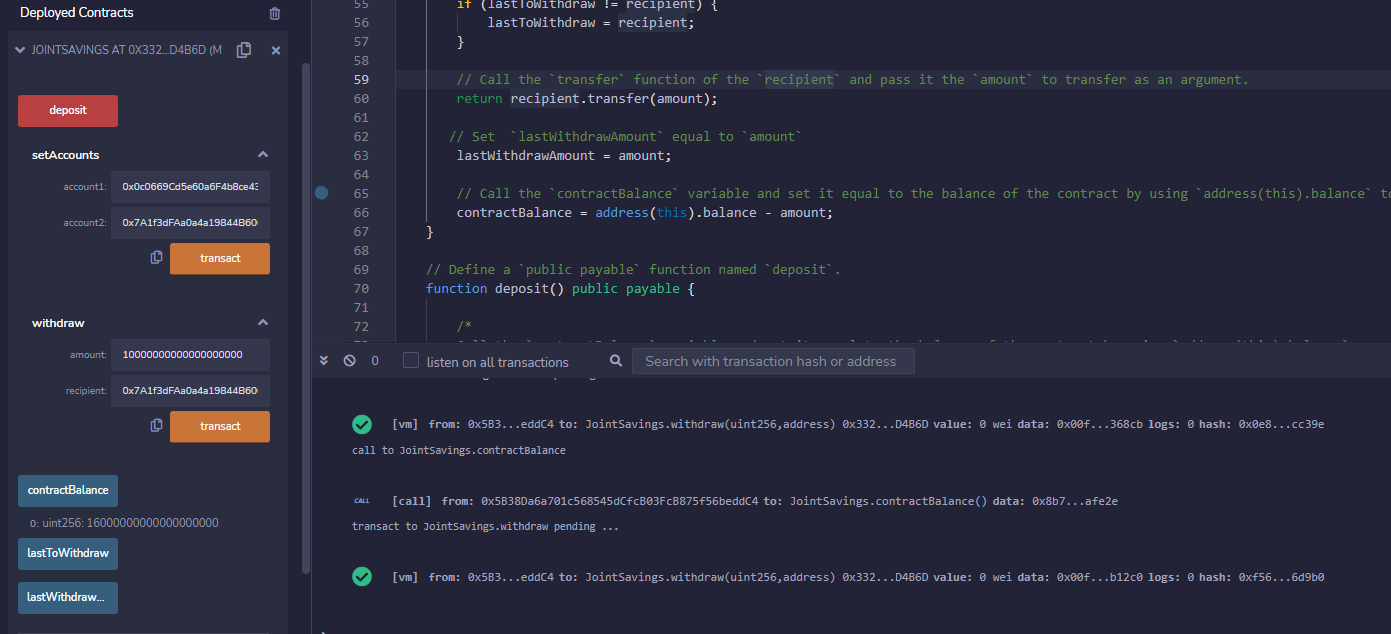 Deployed Contracts
JOINTSAVINGS AT 0X332...D4B6D (M
deposit
setAccounts
account1: 0x0c0669Cd5e60a6F4b8ce43
account2: 0x7A1f3dFAa0a4a19844B60
transact
withdraw
amount: 10000000000000000000
recipient: 0x7A1f3dFAa0a4a19844B60
transact
contractBalance
0: uint256: 16000000000000000000
lastToWithdraw
lastWithdraw...
55 if (lastToWithdraw != recipient) {
56 lastToWithdraw = recipient;
57 }
58
59 // Call the `transfer` function of the `recipient` and pass it the `amount` to transfer as an argument.
60 return recipient.transfer(amount);
61
62 // Set  `lastWithdrawAmount` equal to `amount`
63 lastWithdrawAmount = amount;
64
65 // Call the `contractBalance` variable and set it equal to the balance of the contract by using `address(this).balance` to
66 contractBalance = address(this).balance - amount;
67 }
68
69 // Define a `public payable` function named `deposit`.
70 function deposit() public payable {
71
72 /*
0 listen on all transactions Search with transaction hash or address
[vm] from: 0x5B3...eddC4 to: JointSavings.withdraw(uint256,address) 0x332...D4B6D value: 0 wei data: 0x00f...368cb logs: 0 hash: 0x0e8...cc39e
call to JointSavings.contractBalance
CALL [call] from: 0x5B38Da6a701c568545dCfcB03FcB875f56beddC4 to: JointSavings.contractBalance() data: 0x8b7...afe2e
transact to JointSavings.withdraw pending ...
[vm] from: 0x5B3...eddC4 to: JointSavings.withdraw(uint256,address) 0x332...D4B6D value: 0 wei data: 0x00f...b12c0 logs: 0 hash: 0xf56...6d9b0